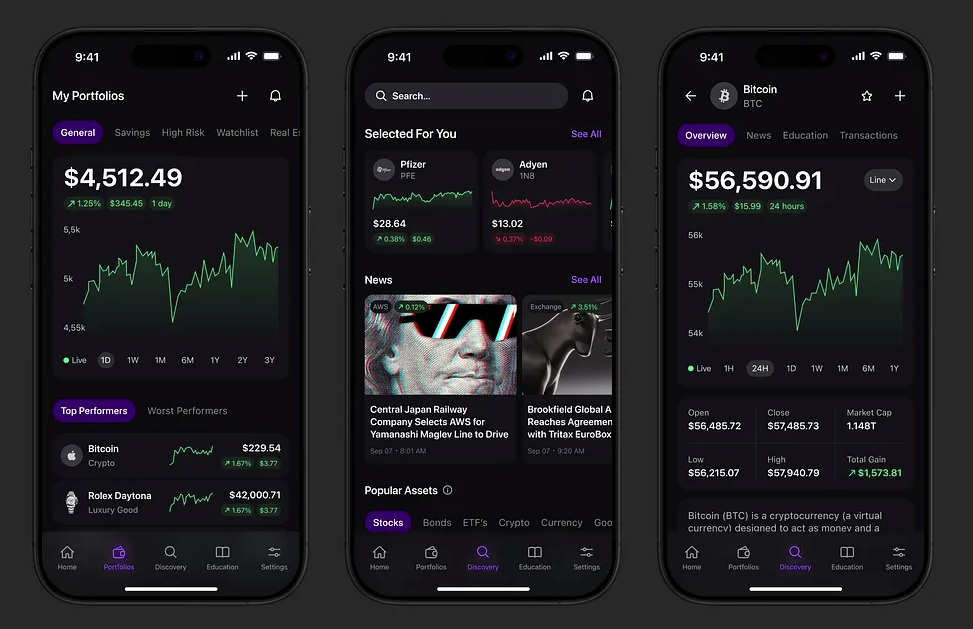 9:41
My Portfolios
General Savings High Risk Watchlist Real Es
$4,512.49
1.25% $345.45 1 day
5,5k
5k
4,55k
Live 1D 1W 1M 6M 1Y 2Y 3Y
Top Performers Worst Performers
Bitcoin $229.54
Crypto 1.67% $3.77
Rolex Daytona $42,000.71
Luxury Good 1.67% $3.77
Home Portfolios Discovery Education Settings
9:41
Search...
Selected For You See All
Pfizer
PFE
$28.64
0.38% $0.46
adyen Adyen
1N8
$13.02
0.37% -$0,09
News See All
AWS 0.12%
Central Japan Railway
Company Selects AWS for
Yamanashi Maglev Line to Drive
Sep 07 • 8:01 AM
Exchange 3.51%
Brookfield Global A
Reaches Agreemen
with Tritax EuroBox
Sep 07 • 9:20 AM
Popular Assets
Stocks Bonds ETF's Crypto Currency Goo
Home Portfolios Discovery Education Settings
9:41
Bitcoin
BTC
Overview News Education Transactions
$56,590.91 Line
1.58% $15.99 24 hours
56k
55k
54k
Live 1H 24H 1D 1W 1M 6M 1Y
Open Close Market Cap
$56,485.72 $57,485.73 1.148T
Low High Total Gain
$56,215.07 $57,940.79 $1,573.81
Bitcoin (BTC) is a cryptocurrency (a virtual
currency) designed to act as money and a
Home Portfolios Discovery Education Settings